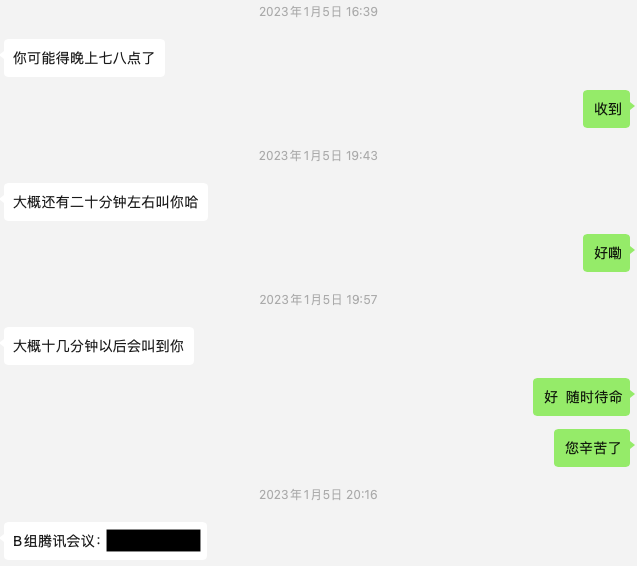 2023年1月5日 16:39
你可能得晚上七八点了
收到
2023年1月5日 19:43
大概还有二十分钟左右叫你哈
好嘞
2023年1月5日 19:57
大概十几分钟以后会叫到你
好 随时待命
您辛苦了
2023年1月5日 20:16
B组腾讯会议：